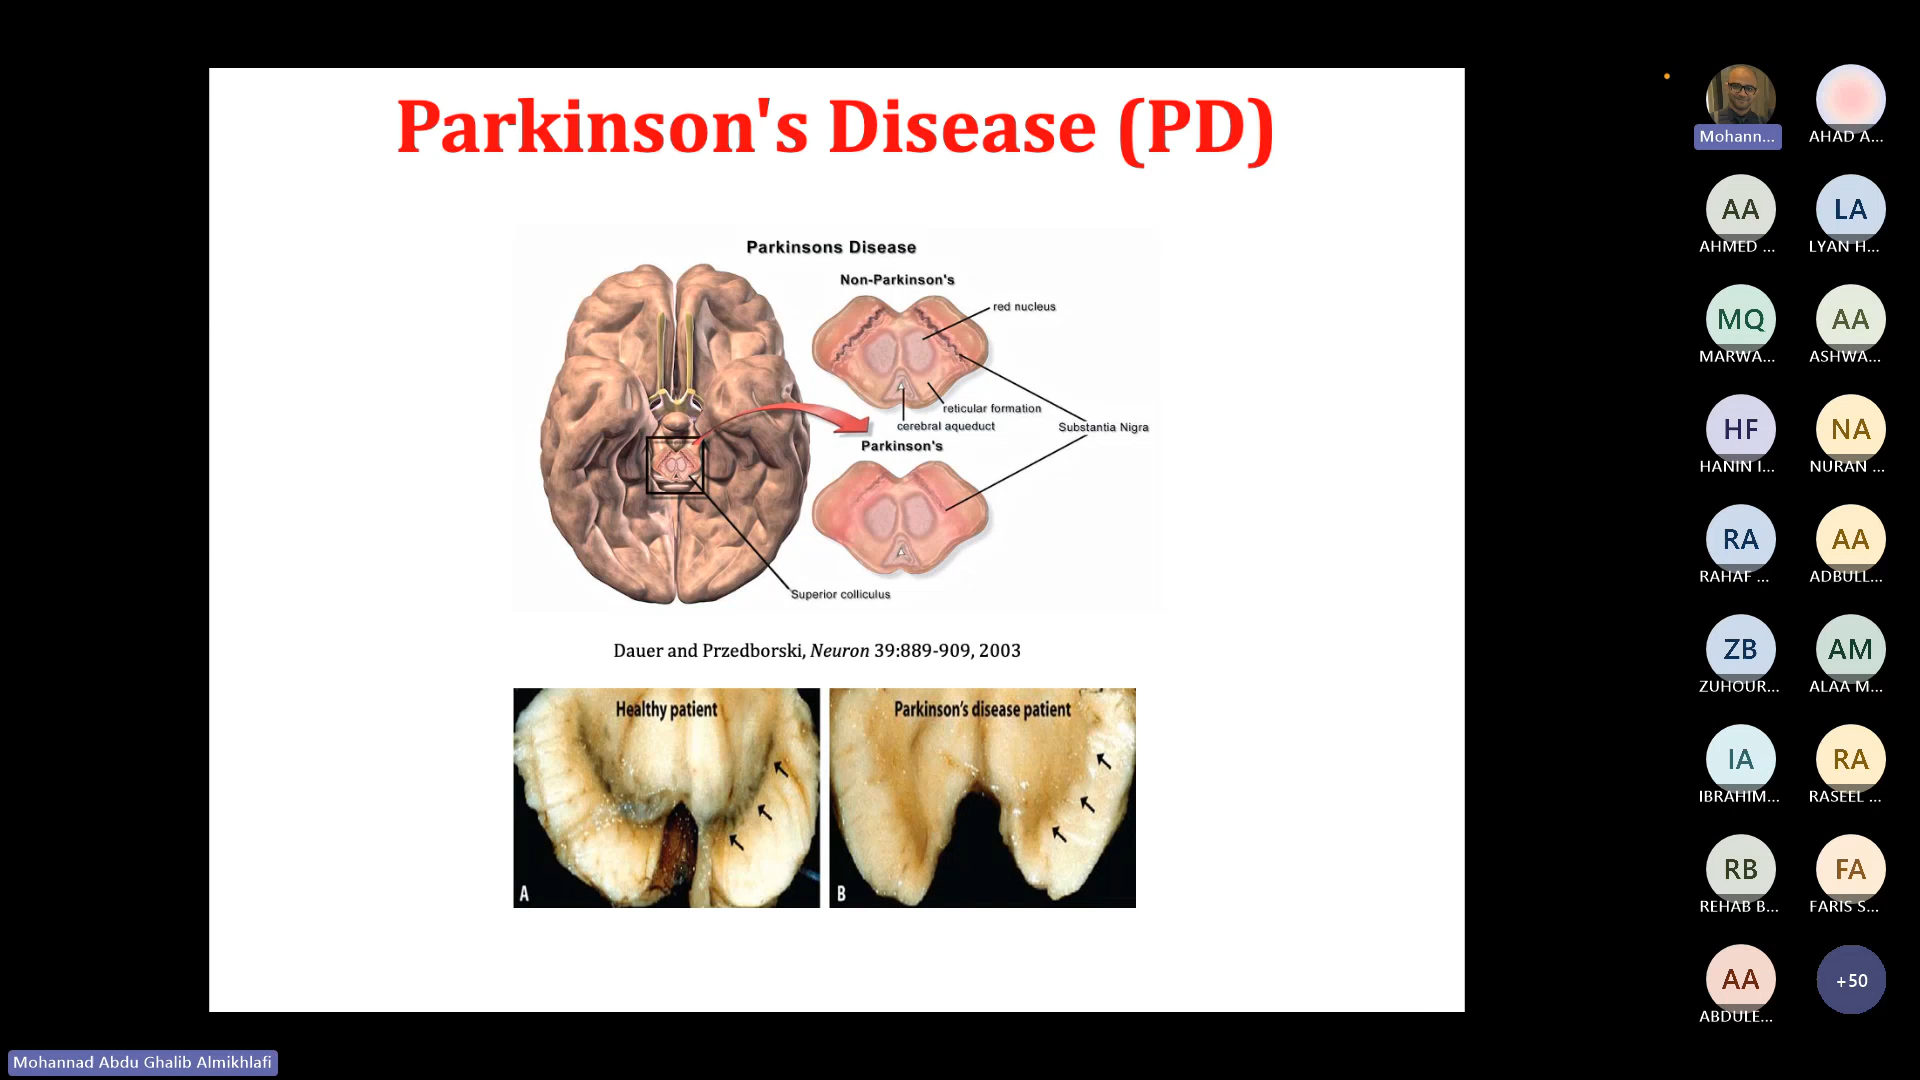 Parkinson's Disease (PD)
Parkinsons Disease
Non-Parkinson's
red nucleus
reticular formation
cerebral aqueduct
Substantia Nigra
Parkinson's
Superior colliculus
Dauer and Przedborski, Neuron 39:889-909, 2003
Healthy patient
A
Parkinson's disease patient
B
Mohann...
AHAD A...
AA
AHMED ...
LA
LYAN H...
MQ
MARWA...
AA
ASHWA...
HF
HANIN I...
NA
NURAN ...
RA
RAHAF ...
AA
ADBULL...
ZB
ZUHOUR...
AM
ALAA M...
IA
IBRAHIM...
RA
RASEEL ...
RB
REHAB B...
FA
FARIS S...
AA
ABDULE...
+50
Mohannad Abdu Ghalib Almikhlafi